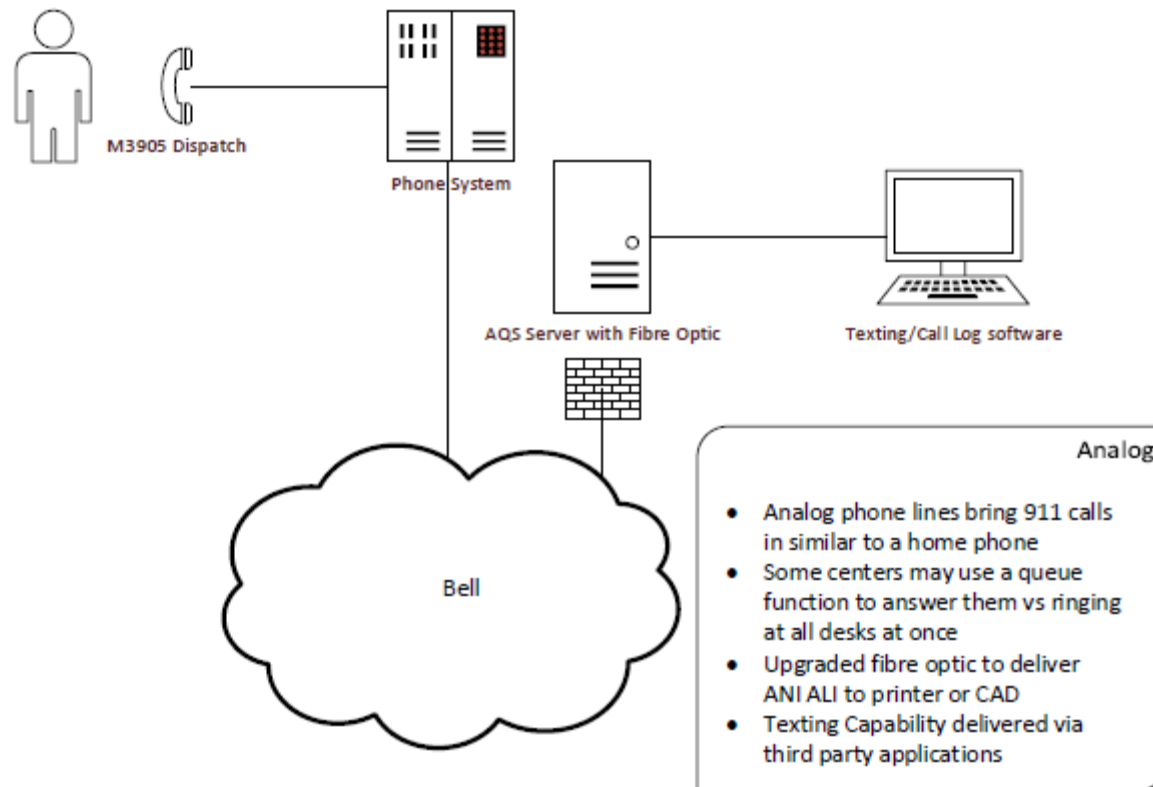 M3905 Dispatch
Phone System
AQS Server with Fibre Optic
Texting/Call Log software
Bell
Analog
• Analog phone lines bring 911 calls
in similar to a home phone
• Some centers may use a queue
function to answer them vs ringing
at all desks at once
• Upgraded fibre optic to deliver
ANI ALI to printer or CAD
• Texting Capability delivered via
third party applications